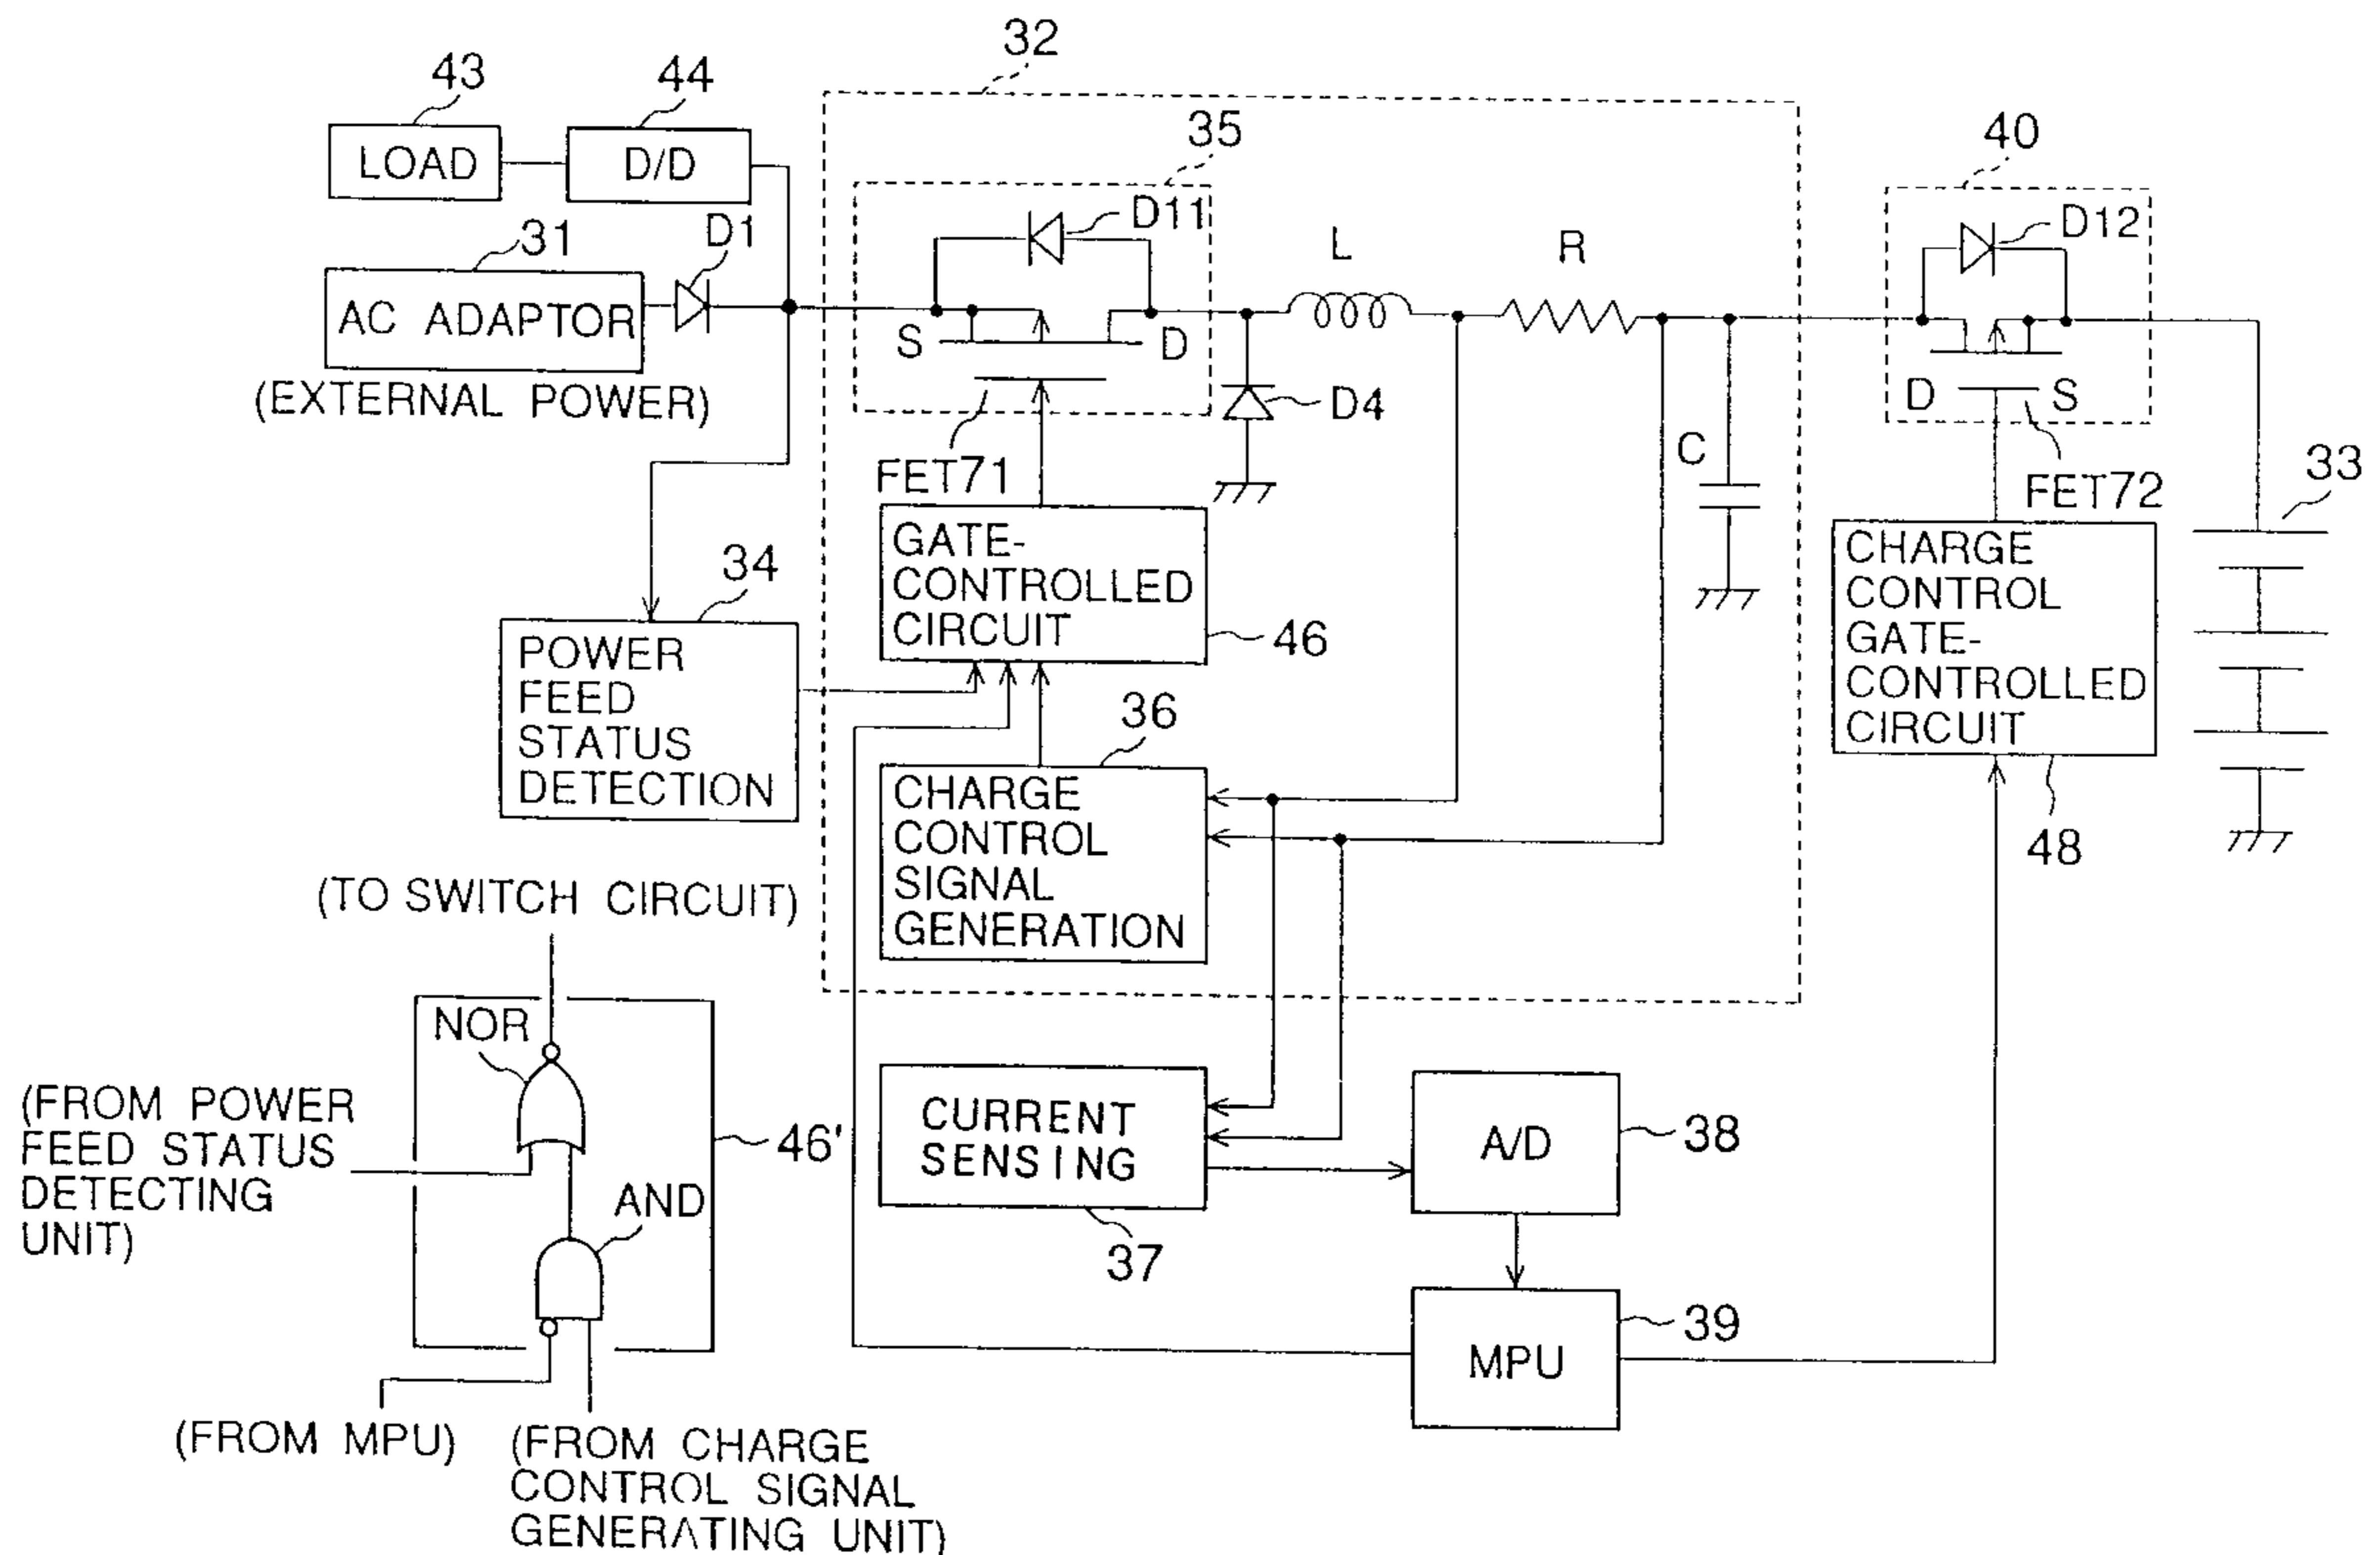 32
43
44
35
40
LOAD
D/D
D11
D12
31
D1
L
R
AC ADAPTOR
S
D
(EXTERNAL POWER)
D4
D
S
C
FET71
FET72
33
GATE-
CONTROLLED
CIRCUIT
46
CHARGE
CONTROL
GATE-
CONTROLLED
CIRCUIT
48
34
POWER
FEED
STATUS
DETECTION
36
CHARGE
CONTROL
SIGNAL
GENERATION
(TO SWITCH CIRCUIT)
NOR
(FROM POWER
FEED STATUS
DETECTING
UNIT)
46'
AND
CURRENT
SENSING
37
A/D
38
MPU
39
(FROM MPU)
(FROM CHARGE
CONTROL SIGNAL
GENERATING UNIT)